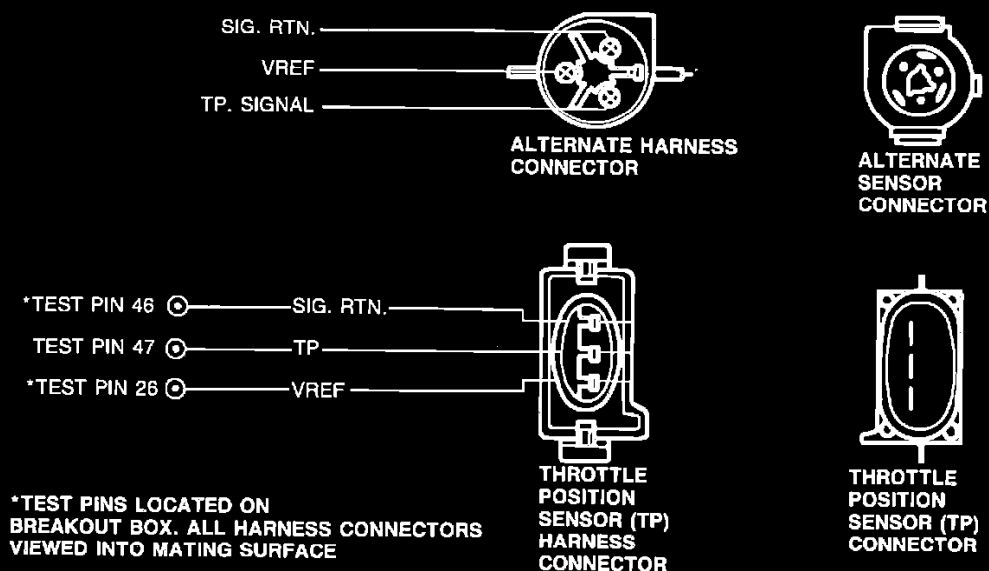 SIG. RTN.
VREF
TP. SIGNAL
ALTERNATE HARNESS
CONNECTOR
ALTERNATE
SENSOR
CONNECTOR
*TEST PIN 46 SIG. RTN.
TEST PIN 47 TP
*TEST PIN 26 VREF
THROTTLE
POSITION
SENSOR (TP)
HARNESS
CONNECTOR
THROTTLE
POSITION
SENSOR (TP)
CONNECTOR
*TEST PINS LOCATED ON
BREAKOUT BOX. ALL HARNESS CONNECTORS
VIEWED INTO MATING SURFACE